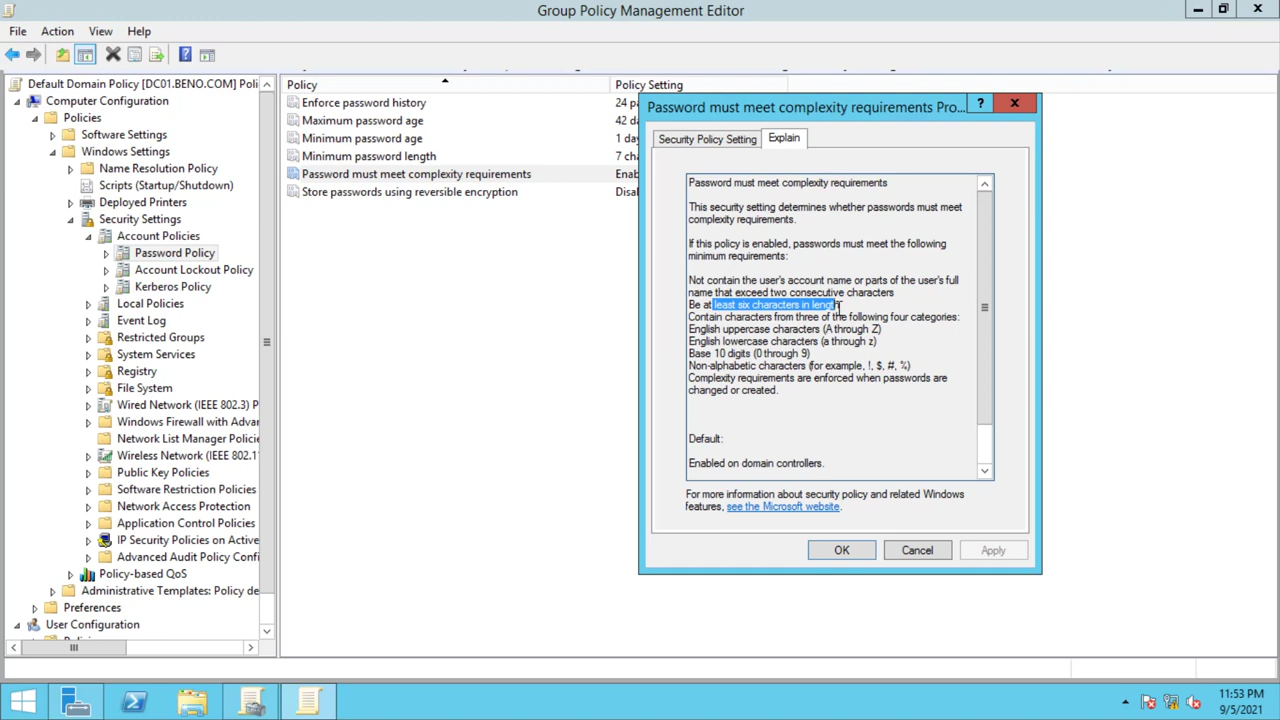 Group Policy Management Editor
File Action View Help
Default Domain Policy [DC01.BENO.COM] Poli
Computer Configuration
Policies
Software Settings
Windows Settings
Name Resolution Policy
Scripts (Startup/Shutdown)
Deployed Printers
Security Settings
Account Policies
Password Policy
Account Lockout Policy
Kerberos Policy
Local Policies
Event Log
Restricted Groups
System Services
Registry
File System
Wired Network (IEEE 802.3) P
Windows Firewall with Advar
Network List Manager Policie
Wireless Network (IEEE 802.1
Public Key Policies
Software Restriction Policies
Network Access Protection
Application Control Policies
IP Security Policies on Active
Advanced Audit Policy Confi
Policy-based QoS
Administrative Templates: Policy de
Preferences
User Configuration
Policy Policy Setting
Enforce password history 24 pa
Maximum password age 42 da
Minimum password age 1 day
Minimum password length 7 cha
Password must meet complexity requirements Enab
Store passwords using reversible encryption Disa
Password must meet complexity requirements Pro...
Security Policy Setting Explain
Password must meet complexity requirements
This security setting determines whether passwords must meet
complexity requirements.
If this policy is enabled, passwords must meet the following
minimum requirements:
Not contain the user's account name or parts of the user's full
name that exceed two consecutive characters
Be at least six characters in length
Contain characters from three of the following four categories:
English uppercase characters (A through Z)
English lowercase characters (a through z)
Base 10 digits (0 through 9)
Non-alphabetic characters (for example, !, $, #, %)
Complexity requirements are enforced when passwords are
changed or created.
Default:
Enabled on domain controllers.
For more information about security policy and related Windows
features, see the Microsoft website.
OK Cancel Apply
11:53 PM
9/5/2021